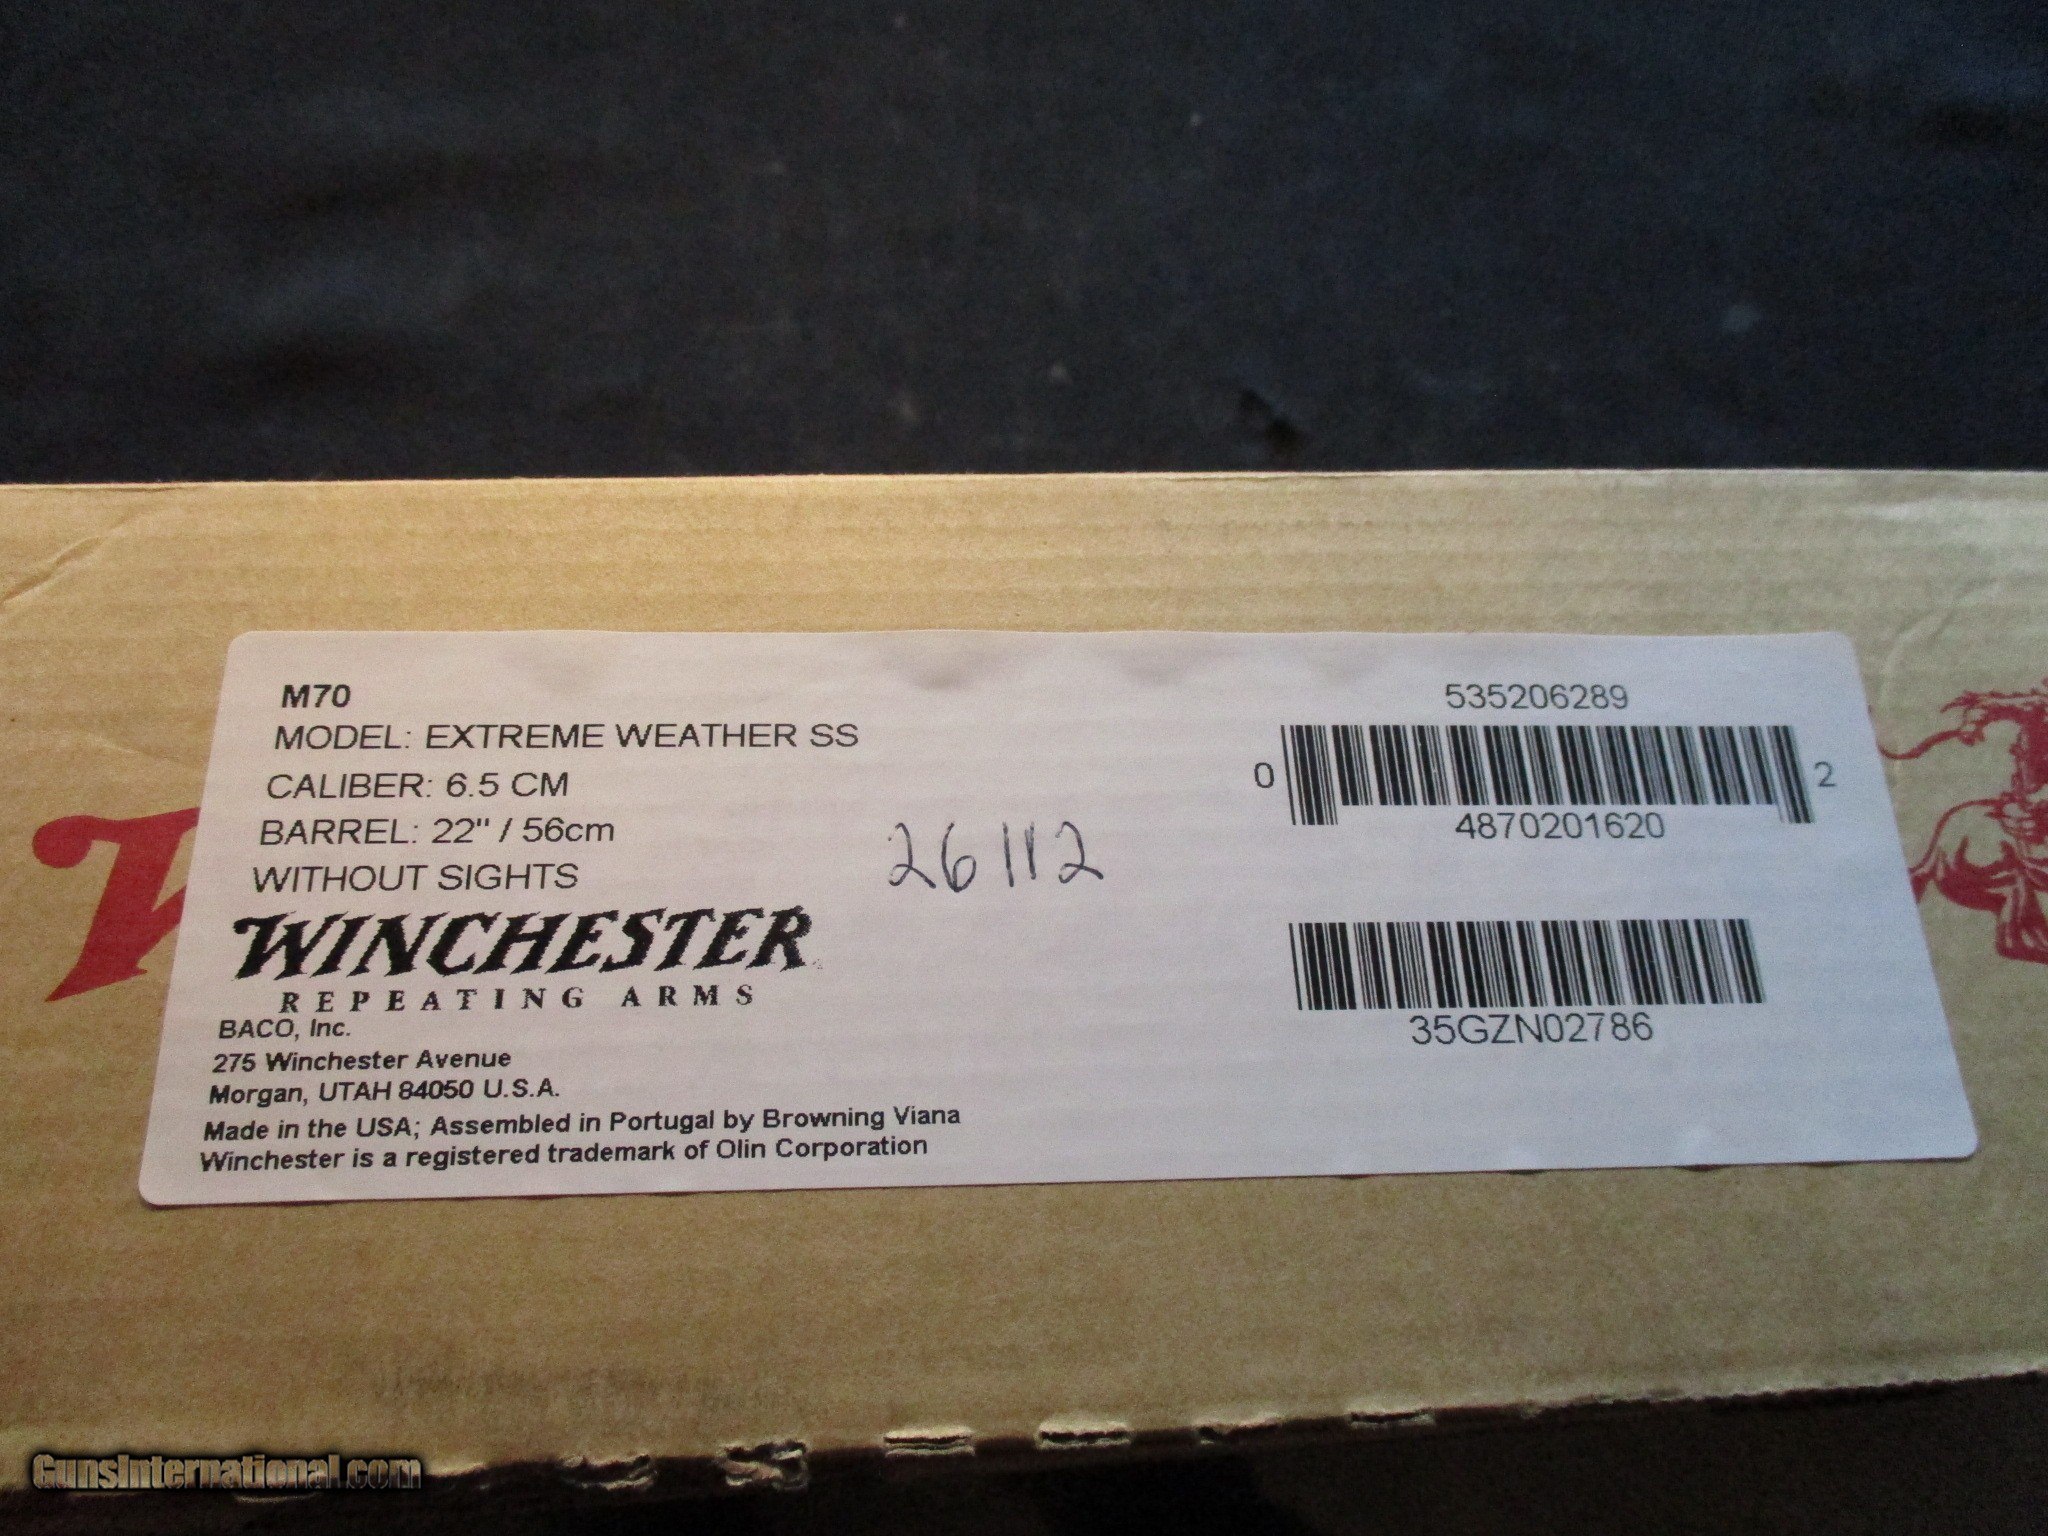 M70
MODEL: EXTREME WEATHER SS
CALIBER: 6.5 CM
BARREL: 22" / 56cm
WITHOUT SIGHTS
WINCHESTER
REPEATING ARMS
BACO, Inc.
275 Winchester Avenue
Morgan, UTAH 84050 U.S.A.
Made in the USA; Assembled in Portugal by Browning Viana
Winchester is a registered trademark of Olin Corporation
26112
535206289
0 4870201620 2
35GZN02786
W
GunsInternational.com